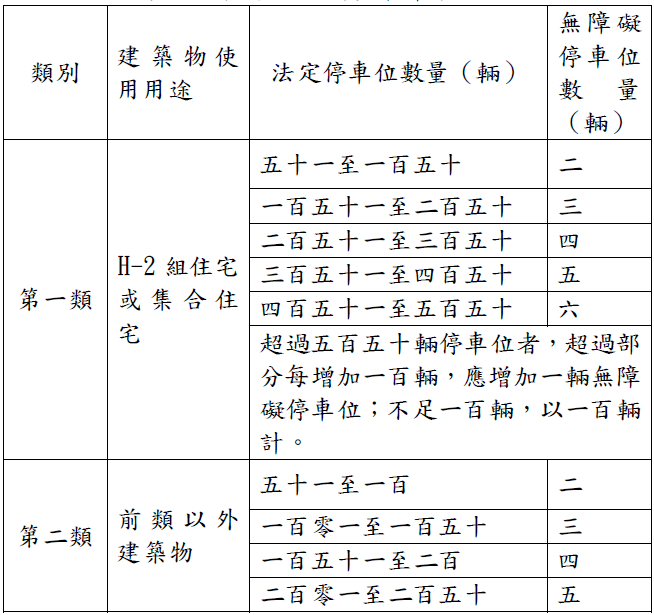 類別
建築物使
用用途
法定停車位數量（輛）
無障礙
停車位
數量
（輛）
第一類
H-2 組住宅
或集合住
宅
五十一至一百五十
二
一百五十一至二百五十
三
二百五十一至三百五十
四
三百五十一至四百五十
五
四百五十一至五百五十
六
超過五百五十輛停車位者，超過部
分每增加一百輛，應增加一輛無障
礙停車位；不足一百輛，以一百輛
計。
第二類
前類以外
建築物
五十一至一百
二
一百零一至一百五十
三
一百五十一至二百
四
二百零一至二百五十
五